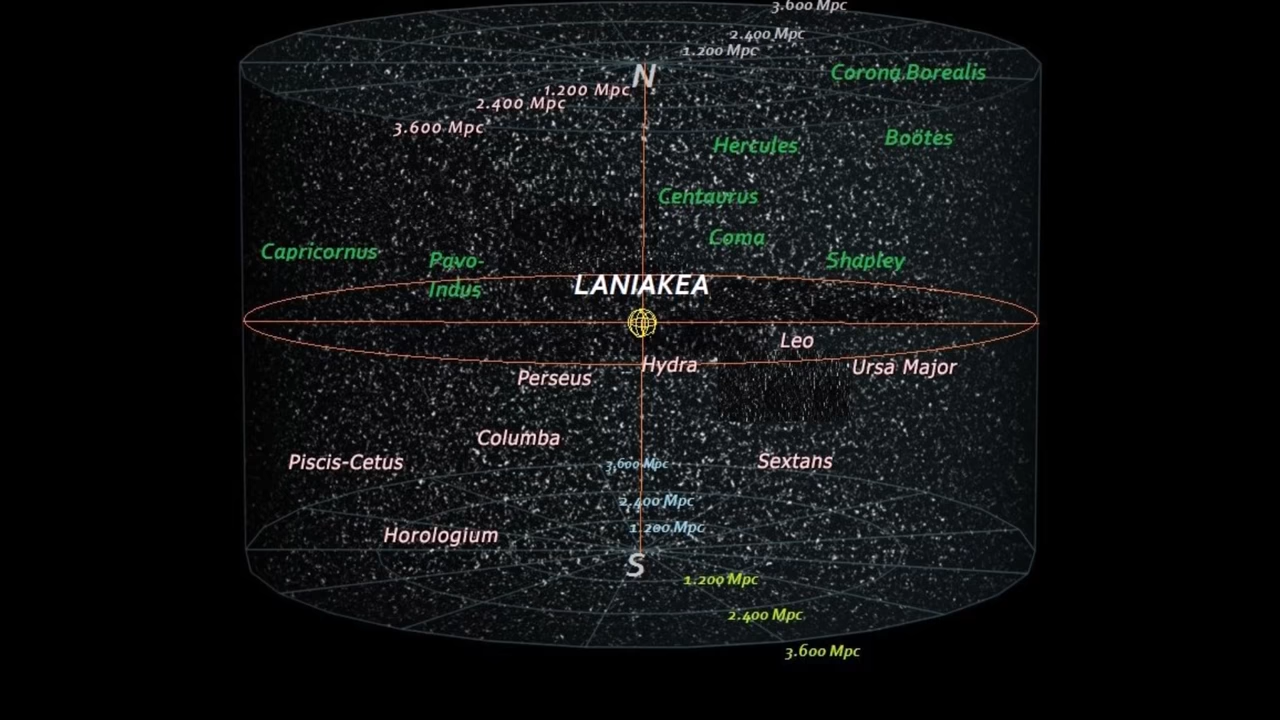 3.600 Mpc
2.400 Mpc
1.200 Mpc
N
Corona Borealis
1.200 Mpc
2.400 Mpc
3.600 Mpc
Hercules
Boötes
Centaurus
Coma
Capricornus
Pavo-
Indus
Shapley
LANIAKEA
Leo
Hydra
Ursa Major
Perseus
Columba
Piscis-Cetus
3,600 Mpc
Sextans
2.400 Mpc
1.200 Mpc
Horologium
S
1.200 Mpc
2.400 Mpc
3.600 Mpc